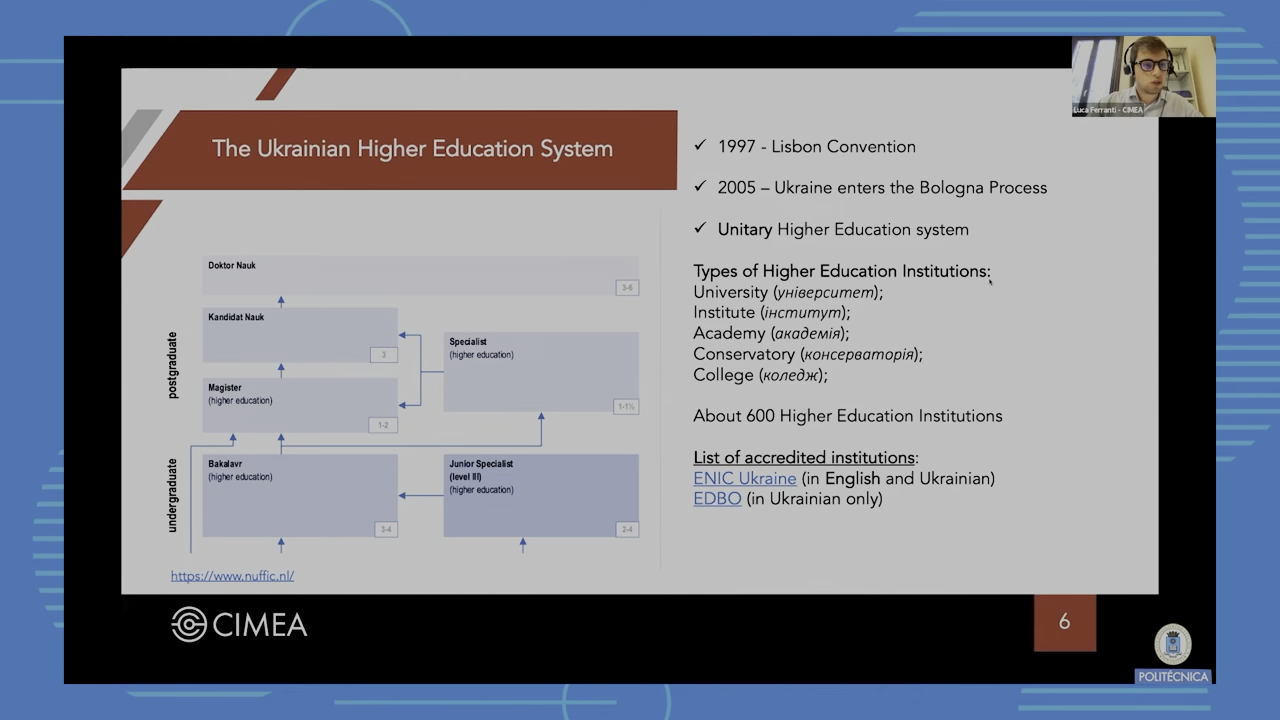 Luca Ferranti - CIMEA
The Ukrainian Higher Education System
✓ 1997 - Lisbon Convention
✓ 2005 – Ukraine enters the Bologna Process
✓ Unitary Higher Education system
Types of Higher Education Institutions:
University (університет);
Institute (інститут);
Academy (академія);
Conservatory (консерваторія);
College (коледж);
About 600 Higher Education Institutions
List of accredited institutions:
ENIC Ukraine (in English and Ukrainian)
EDBO (in Ukrainian only)
postgraduate
undergraduate
Doktor Nauk
3-6
Kandidat Nauk
3
Specialist
(higher education)
1-1½
Magister
(higher education)
1-2
Bakalavr
(higher education)
3-4
Junior Specialist
(level III)
(higher education)
2-4
https://www.nuffic.nl/
CIMEA
6
POLITÉCNICA